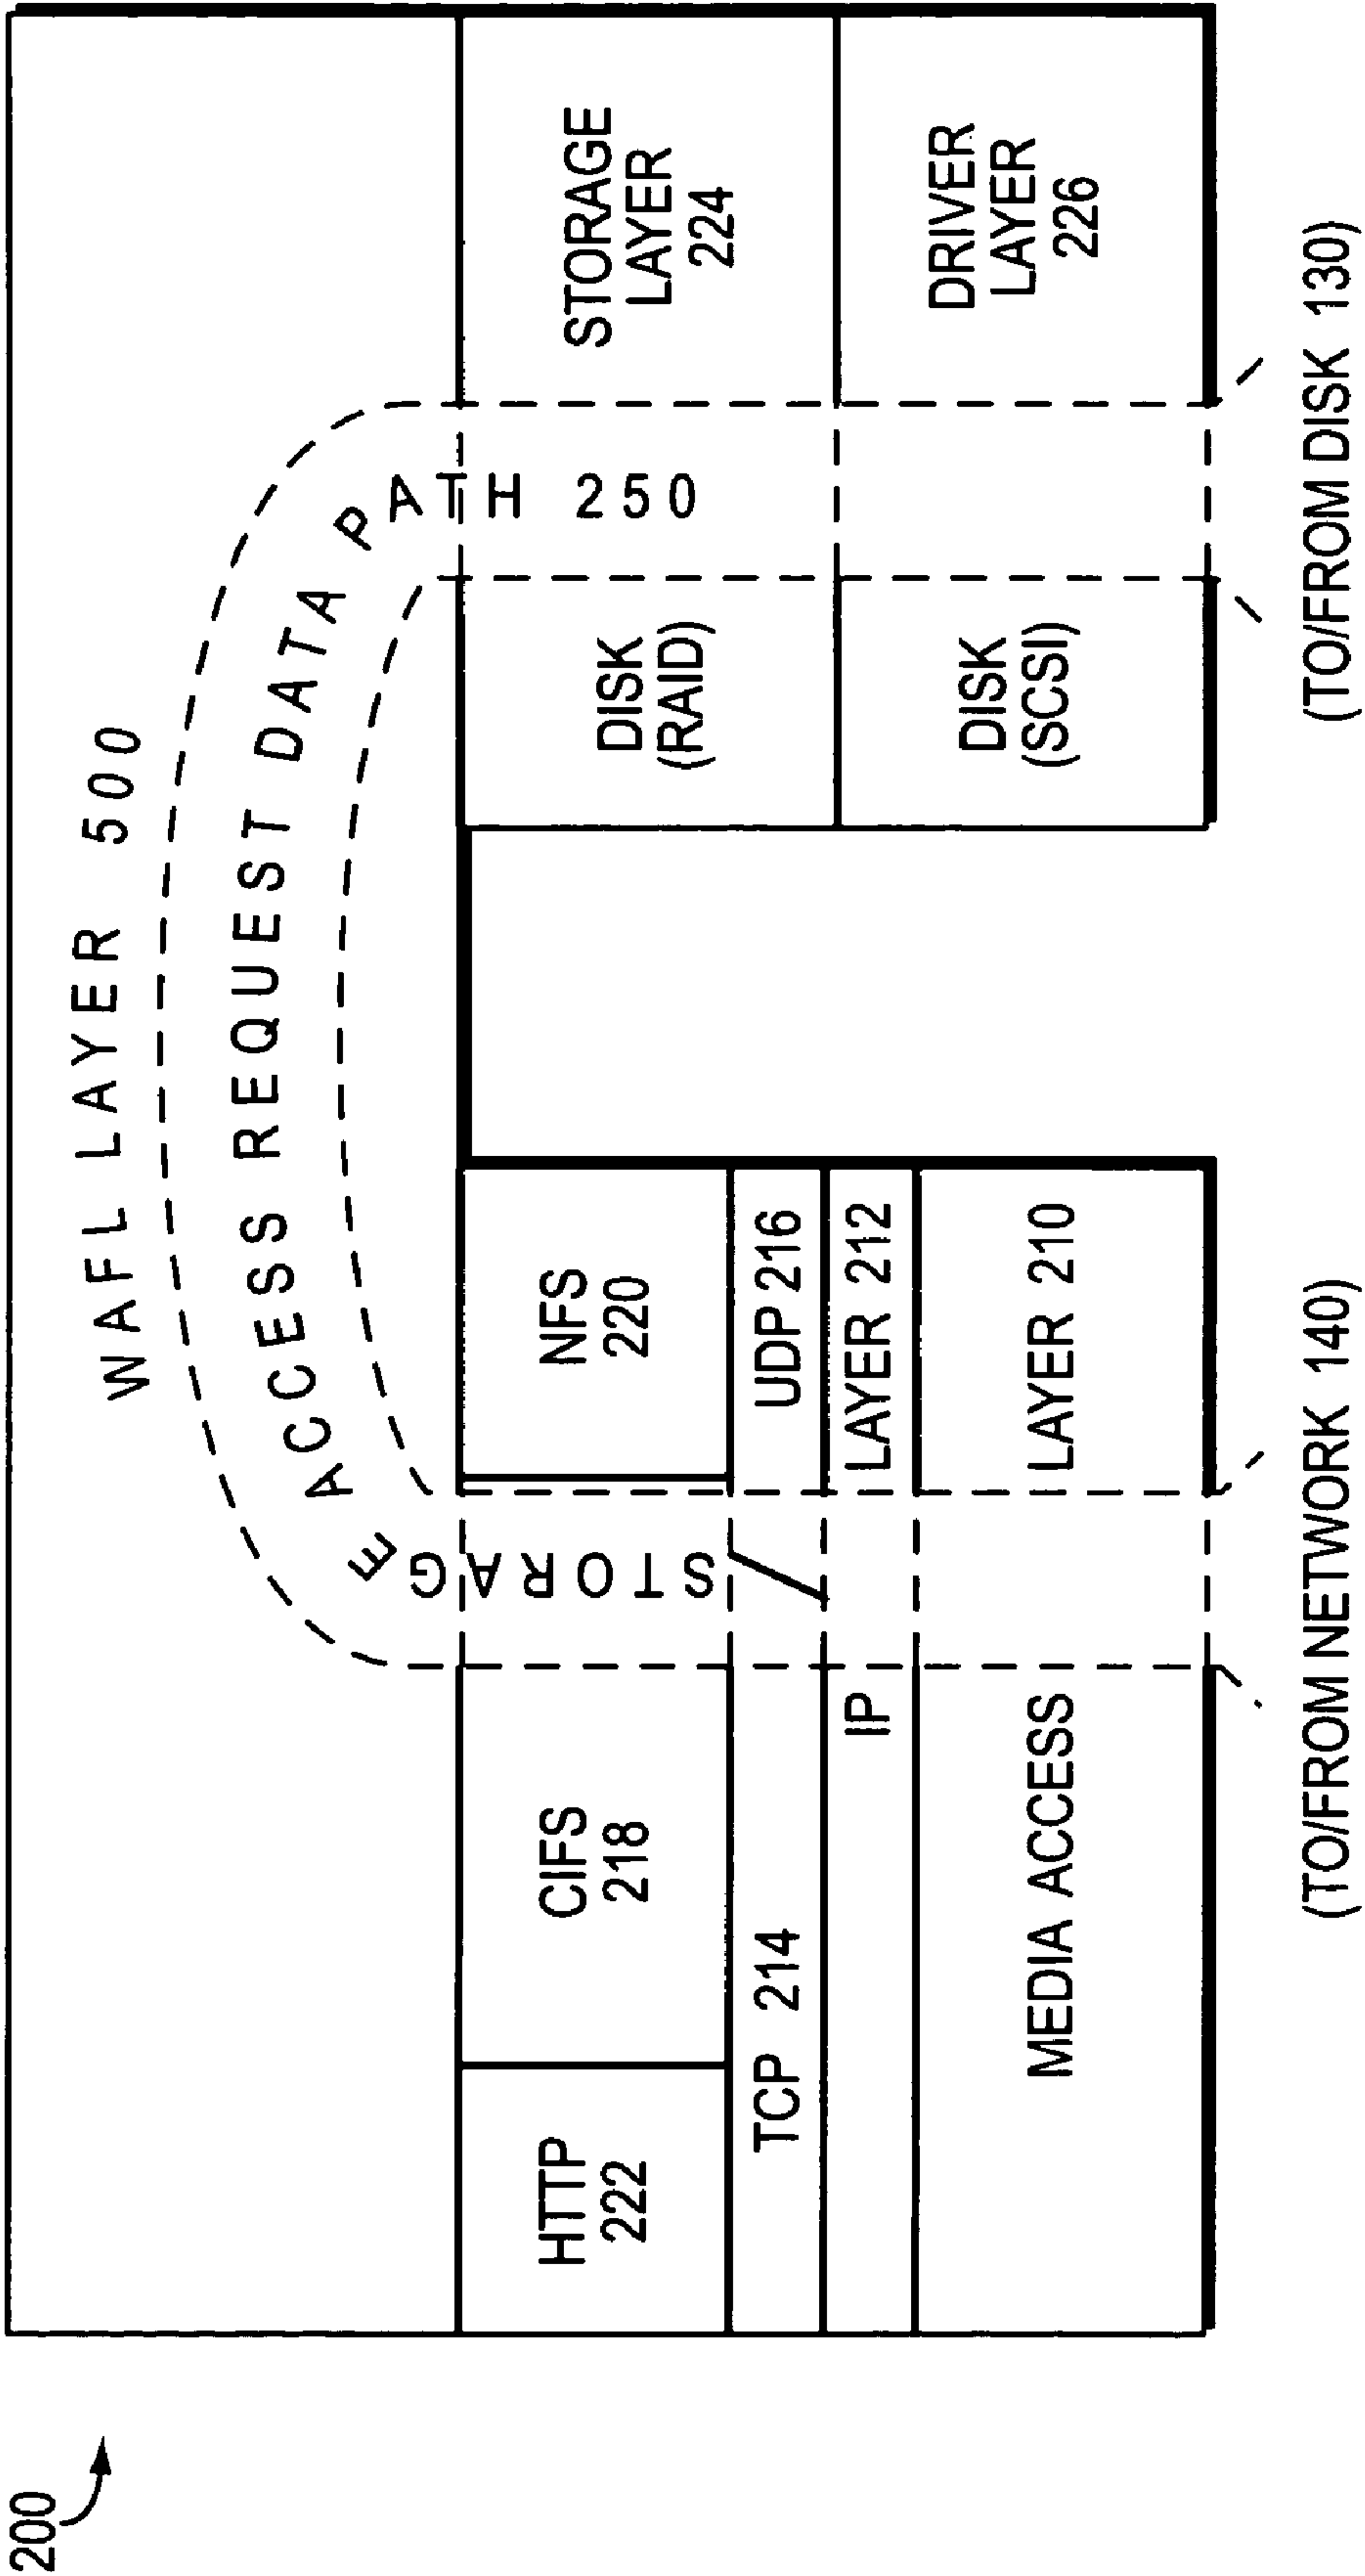 200
WAFL LAYER 500
STORAGE ACCESS REQUEST DATA PATH 250
HTTP
222
CIFS
218
NFS
220
TCP 214
UDP 216
IP
LAYER 212
MEDIA ACCESS
LAYER 210
DISK
(RAID)
STORAGE
LAYER
224
DISK
(SCSI)
DRIVER
LAYER
226
(TO/FROM NETWORK 140)
(TO/FROM DISK 130)